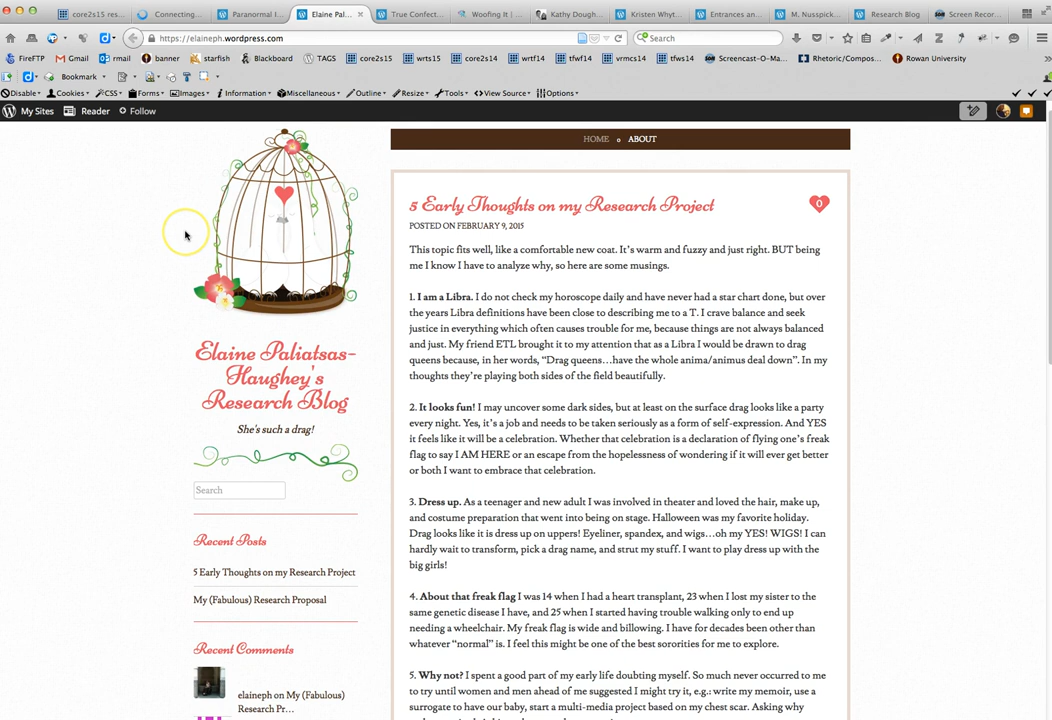 core2s15 res...
Connecting...
Paranormal I...
Elaine Pal...
True Confect...
Woofing It |...
Kathy Dough...
Kristen Whyt...
Entrances an...
M. Nusspick...
Research Blog
Screen Recor...
https://elaineph.wordpress.com
Search
FireFTP. Gmail rmail banner starfish Blackboard TAGS core2s15 wrts15 core2s14 wrtf14 tfwf14 vrmcs14 tfws14 Screencast-O-Ma... Rhetoric/Compos... Rowan University
Bookmark
Disable Cookies CSS Forms Images Information Miscellaneous Outline Resize Tools View Source Options
My Sites Reader Follow
HOME ABOUT
5 Early Thoughts on my Research Project
0
POSTED ON FEBRUARY 9, 2015
This topic fits well, like a comfortable new coat. It's warm and fuzzy and just right. BUT being
me I know I have to analyze why, so here are some musings.
1. I am a Libra. I do not check my horoscope daily and have never had a star chart done, but over
the years Libra definitions have been close to describing me to a T. I crave balance and seek
justice in everything which often causes trouble for me, because things are not always balanced
and just. My friend ETL brought it to my attention that as a Libra I would be drawn to drag
queens because, in her words, "Drag queens…have the whole anima/animus deal down". In my
thoughts they're playing both sides of the field beautifully.
2. It looks fun! I may uncover some dark sides, but at least on the surface drag looks like a party
every night. Yes, it's a job and needs to be taken seriously as a form of self-expression. And YES
it feels like it will be a celebration. Whether that celebration is a declaration of flying one's freak
flag to say I AM HERE or an escape from the hopelessness of wondering if it will ever get better
or both I want to embrace that celebration.
3. Dress up. As a teenager and new adult I was involved in theater and loved the hair, make up,
and costume preparation that went into being on stage. Halloween was my favorite holiday.
Drag looks like it is dress up on uppers! Eyeliner, spandex, and wigs…oh my YES! WIGS! I can
hardly wait to transform, pick a drag name, and strut my stuff. I want to play dress up with the
big girls!
4. About that freak flag I was 14 when I had a heart transplant, 23 when I lost my sister to the
same genetic disease I have, and 25 when I started having trouble walking only to end up
needing a wheelchair. My freak flag is wide and billowing. I have for decades been other than
whatever "normal" is. I feel this might be one of the best sororities for me to explore.
5. Why not? I spent a good part of my early life doubting myself. So much never occurred to me
to try until women and men ahead of me suggested I might try it, e.g.: write my memoir, use a
surrogate to have our baby, start a multi-media project based on my chest scar. Asking why
Elaine Paliatsas-
Haughey's
Research Blog
She's such a drag!
Search
Recent Posts
5 Early Thoughts on my Research Project
My (Fabulous) Research Proposal
Recent Comments
elaineph on My (Fabulous)
Research Pr…